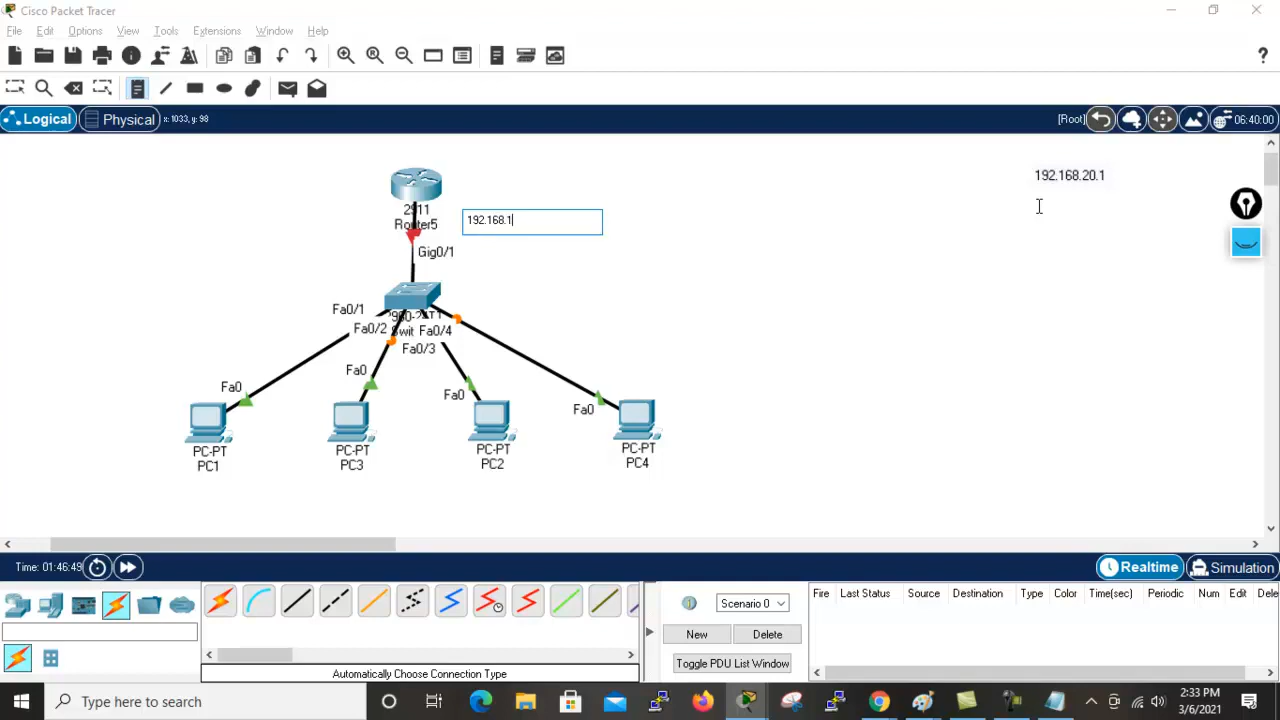 Cisco Packet Tracer
File Edit Options View Tools Extensions Window Help
?
Logical Physical x: 1033, y: 98
[Root] 06:40:00
192.168.20.1
2911
Router5
192.168.1
Gig0/1
Fa0/1
Fa0/2 Swit Fa0/4
Fa0/3
Fa0 Fa0 Fa0 Fa0
PC-PT PC-PT PC-PT PC-PT
PC1 PC3 PC2 PC4
Time: 01:46:49
Realtime Simulation
Scenario 0
New Delete
Toggle PDU List Window
Fire Last Status Source Destination Type Color Time(sec) Periodic Num Edit Dele
Automatically Choose Connection Type
Type here to search
2:33 PM
3/6/2021